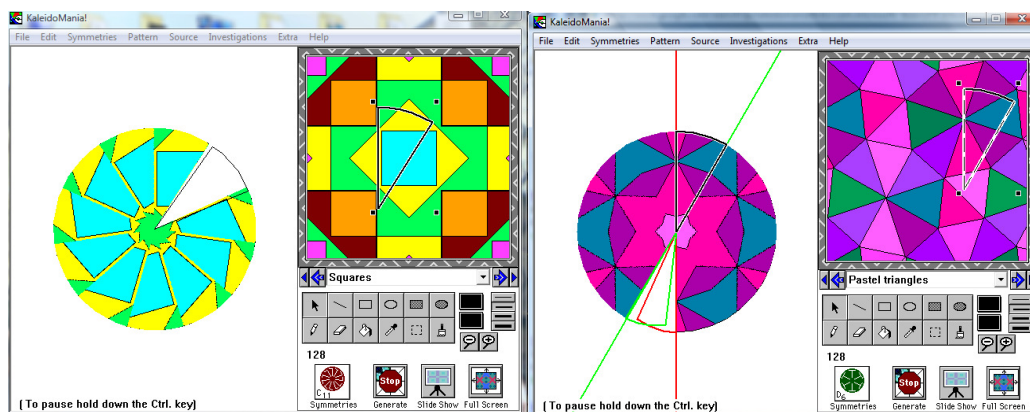 KaleidoMania!
File Edit Symmetries Pattern Source Investigations Extra Help
Squares
128
C11
Stop
Symmetries Generate Slide Show Full Screen
( To pause hold down the Ctrl. key)
KaleidoMania!
File Edit Symmetries Pattern Source Investigations Extra Help
Pastel triangles
128
D6
Stop
Symmetries Generate Slide Show Full Screen
( To pause hold down the Ctrl. key)